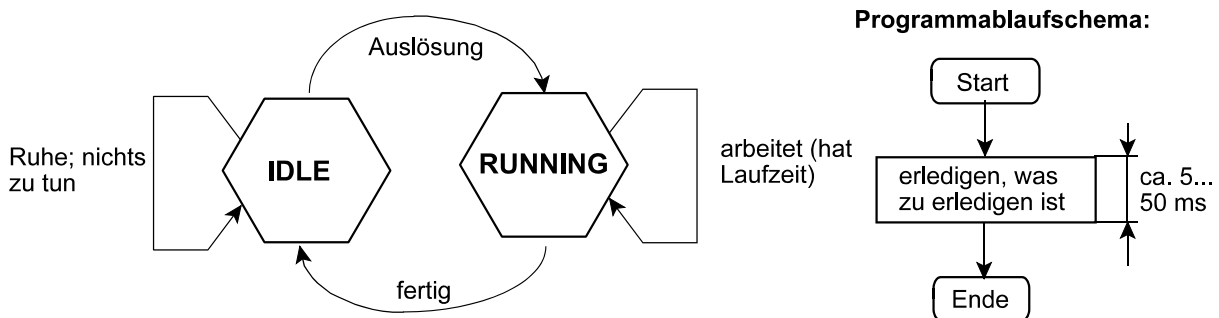 Programmablaufschema:
Auslösung
Ruhe; nichts
zu tun
IDLE
RUNNING
arbeitet (hat
Laufzeit)
fertig
Start
erledigen, was
zu erledigen ist
ca. 5...
50 ms
Ende